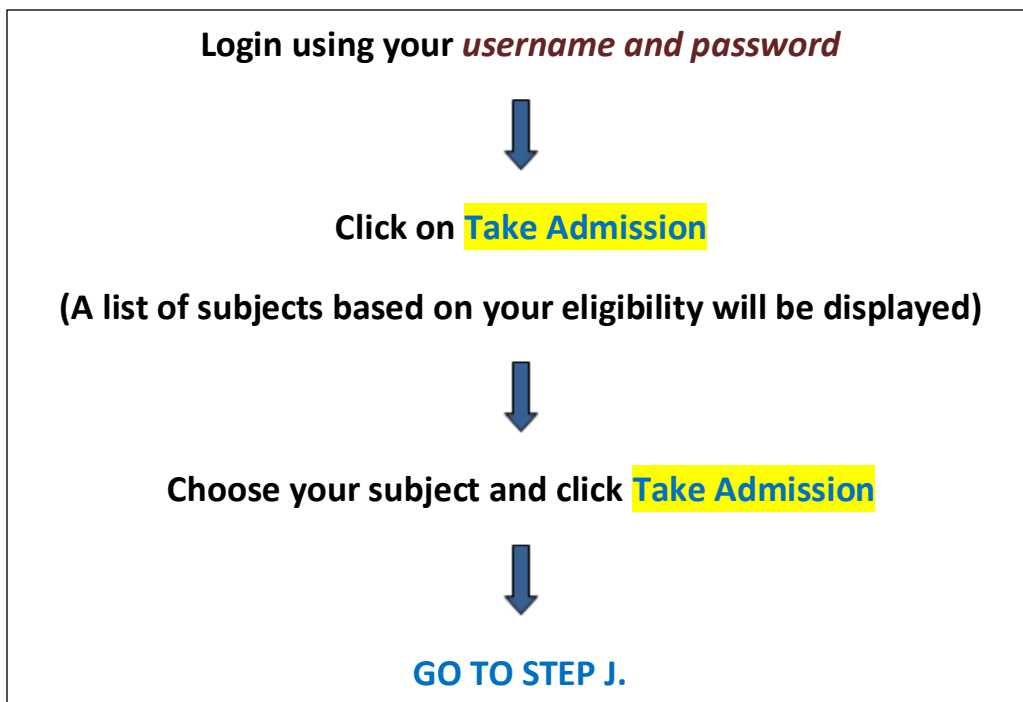 Login using your username and password
Click on Take Admission
(A list of subjects based on your eligibility will be displayed)
Choose your subject and click Take Admission
GO TO STEP J.